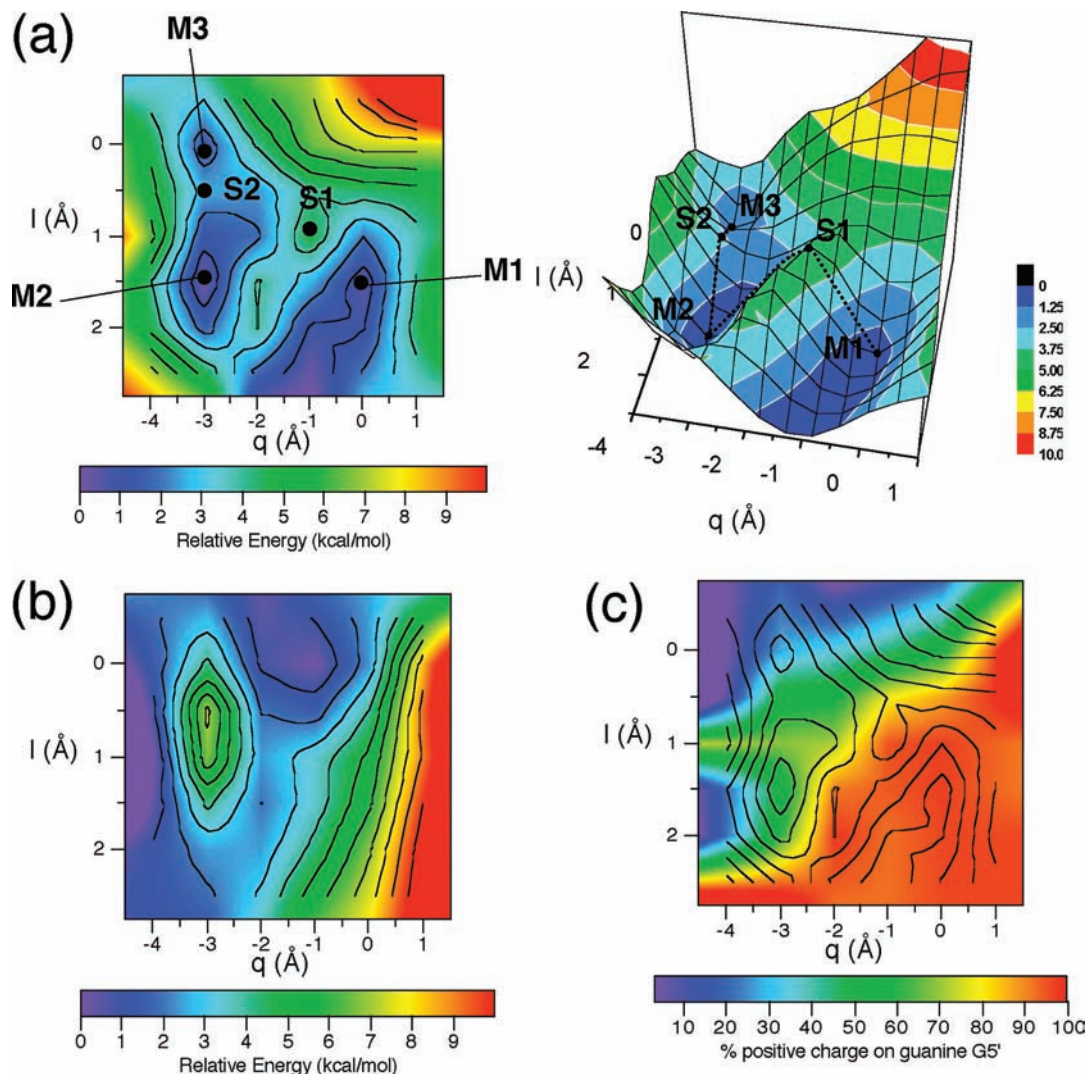 (a)
M3
S2
S1
M2
M1
l (Å)
0
1
2
-4 -3 -2 -1 0 1
q (Å)
0 1 2 3 4 5 6 7 8 9
Relative Energy (kcal/mol)
S2
M3
S1
M2
M1
0
l (Å)
1
2
-4
-3
-2
-1
0
1
q (Å)
0
1.25
2.50
3.75
5.00
6.25
7.50
8.75
10.0
(b)
l (Å)
0
1
2
-4 -3 -2 -1 0 1
q (Å)
0 1 2 3 4 5 6 7 8 9
Relative Energy (kcal/mol)
(c)
l (Å)
0
1
2
-4 -3 -2 -1 0 1
q (Å)
10 20 30 40 50 60 70 80 90 100
% positive charge on guanine G5'